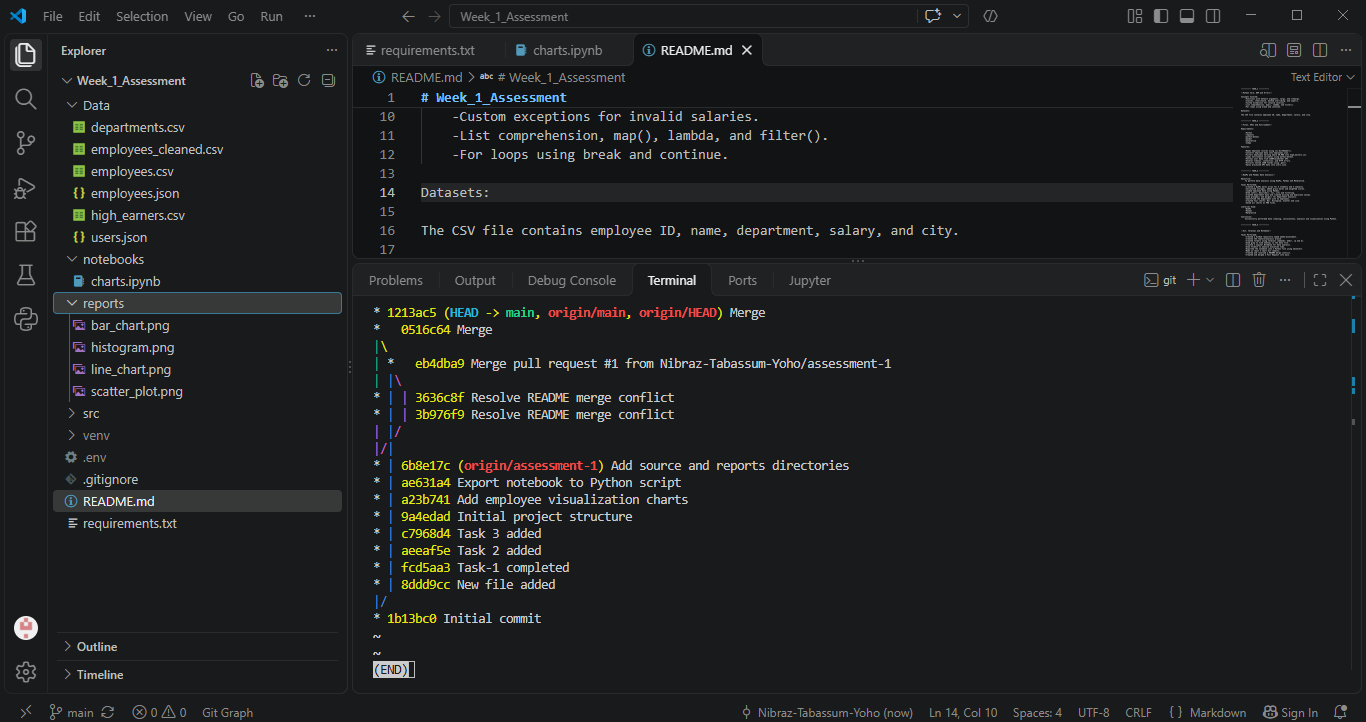 File Edit Selection View Go Run ··· Week_1_Assessment
Explorer ···
Week_1_Assessment
Data
departments.csv
employees_cleaned.csv
employees.csv
employees.json
high_earners.csv
users.json
notebooks
charts.ipynb
reports
bar_chart.png
histogram.png
line_chart.png
scatter_plot.png
src
venv
.env
.gitignore
README.md
requirements.txt
Outline
Timeline
requirements.txt charts.ipynb README.md
README.md > abc # Week_1_Assessment Text Editor
1 # Week_1_Assessment
10 -Custom exceptions for invalid salaries.
11 -List comprehension, map(), lambda, and filter().
12 -For loops using break and continue.
13
14 Datasets:
15
16 The CSV file contains employee ID, name, department, salary, and city.
17
Problems Output Debug Console Terminal Ports Jupyter git
* 1213ac5 (HEAD -> main, origin/main, origin/HEAD) Merge
* 0516c64 Merge
|\
| * eb4dba9 Merge pull request #1 from Nibraz-Tabassum-Yoho/assessment-1
| |\
* | | 3636c8f Resolve README merge conflict
* | | 3b976f9 Resolve README merge conflict
| |/
|/|
* | 6b8e17c (origin/assessment-1) Add source and reports directories
* | ae631a4 Export notebook to Python script
* | a23b741 Add employee visualization charts
* | 9a4edad Initial project structure
* | c7968d4 Task 3 added
* | aeeaf5e Task 2 added
* | fcd5aa3 Task-1 completed
* | 8ddd9cc New file added
|/
* 1b13bc0 Initial commit
~
~
(END)
main 0 0 Git Graph Nibraz-Tabassum-Yoho (now) Ln 14, Col 10 Spaces: 4 UTF-8 CRLF {} Markdown Sign In